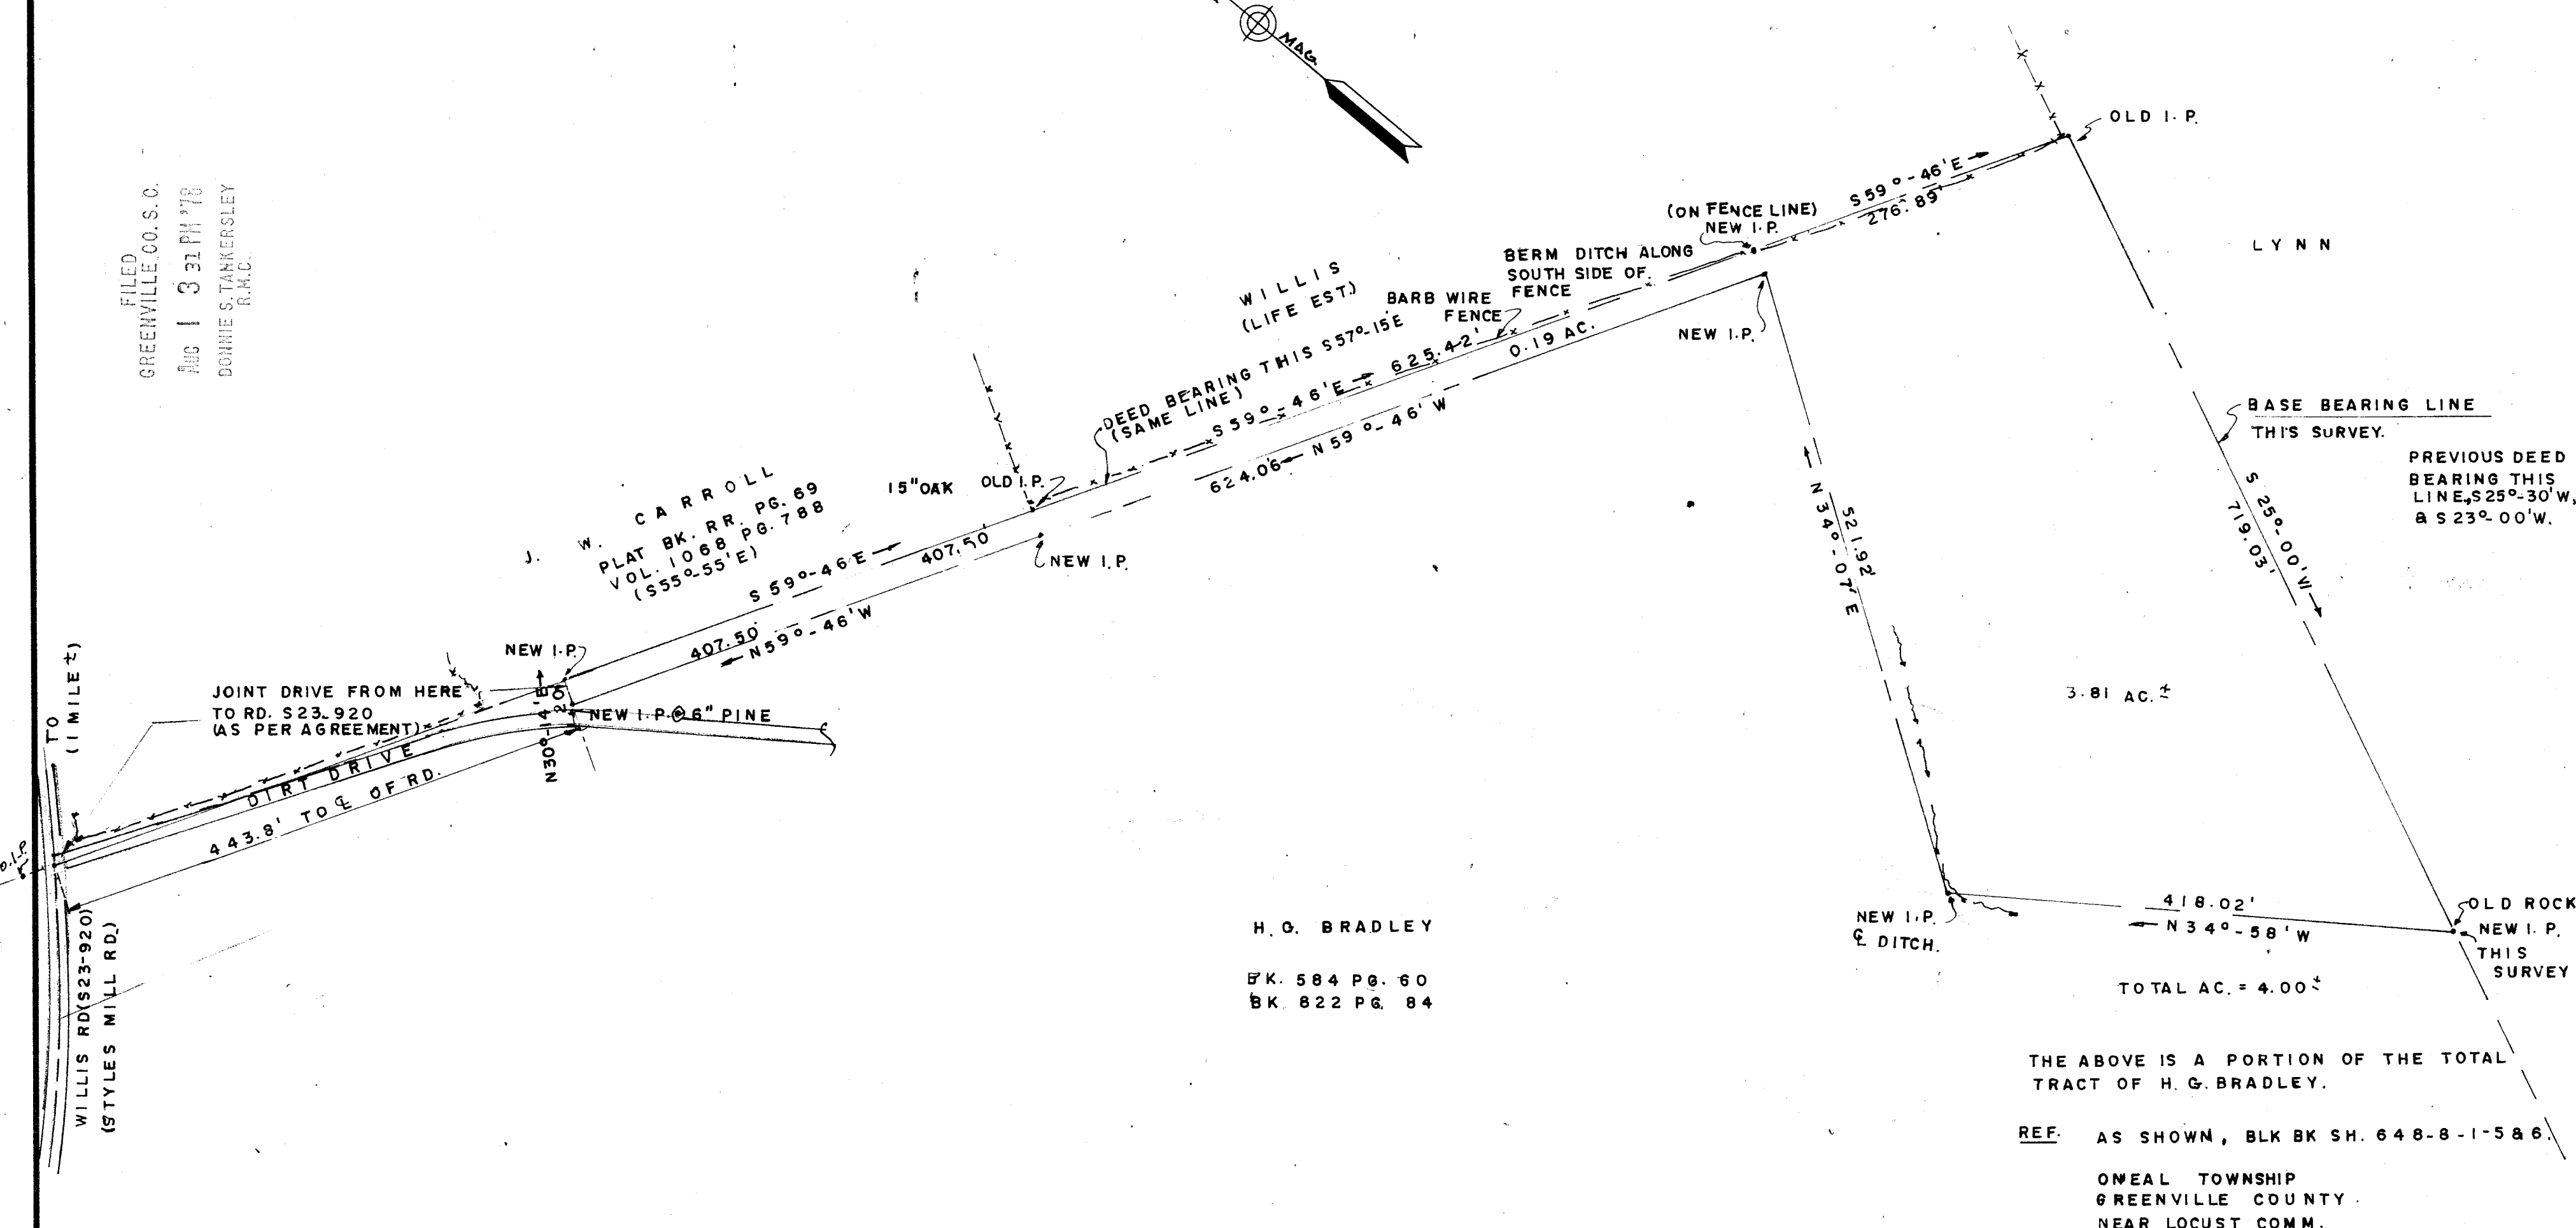 MAG.
FILED
GREENVILLE CO. S. C.
AUG 1 3 31 PM '78
DONNIE S. TANKERSLEY
R.M.C.
OLD I. P.
S 59° - 46' E
276.89'
(ON FENCE LINE)
NEW I.P.
LYNN
BERM DITCH ALONG
SOUTH SIDE OF
FENCE
WILLIS
(LIFE EST.)
BARB WIRE
FENCE
NEW I.P.
0.19 AC.
DEED BEARING THIS S 57°-15' E
(SAME LINE)
S 59° - 46' E
625.42'
624.06
N 59° - 46' W
BASE BEARING LINE
THIS SURVEY.
PREVIOUS DEED
BEARING THIS
LINE, S 25°-30' W,
& S 23°-00' W.
S 25°-00' W
719.03'
N 34° - 07' E
521.92'
J. W. CARROLL
PLAT BK. RR. PG. 69
VOL. 1068 PG. 788
(S 55°-55' E)
15" OAK
OLD I.P.
S 59°-46' E
407.50'
NEW I.P.
407.50
N 59°-46' W
NEW I.P.
N 30°-14' E
20'
NEW I.P. @ 6" PINE
JOINT DRIVE FROM HERE
TO RD. S 23-920
(AS PER AGREEMENT)
TO
(1 MILE ±)
DIRT DRIVE
443.8' TO ℄ OF RD.
O.I.P.
WILLIS RD (S23-920)
(STYLES MILL RD.)
3.81 AC. ±
H. G. BRADLEY
BK. 584 PG. 60
BK. 822 PG. 84
NEW I.P.
℄ DITCH.
418.02'
N 34° - 58' W
OLD ROCK
NEW I. P.
THIS
SURVEY
TOTAL AC. = 4.00 ±
THE ABOVE IS A PORTION OF THE TOTAL
TRACT OF H. G. BRADLEY.
REF. AS SHOWN, BLK BK SH. 648-8-1-5&6.
ONEAL TOWNSHIP
GREENVILLE COUNTY
NEAR LOCUST COMM.